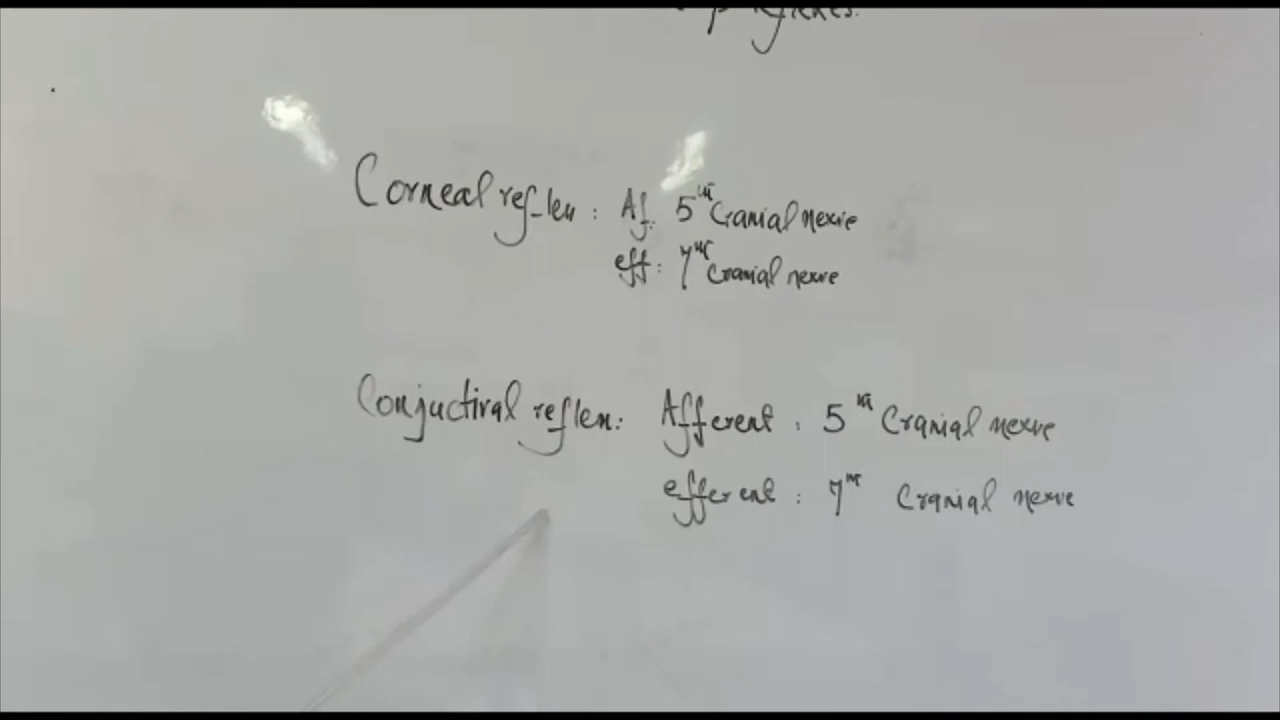 reflexes.
Corneal reflex : Af. 5th Cranial nerve
eff : 7th Cranial nerve
Conjuctival reflex : Afferent : 5th Cranial nerve
efferent : 7th Cranial nerve